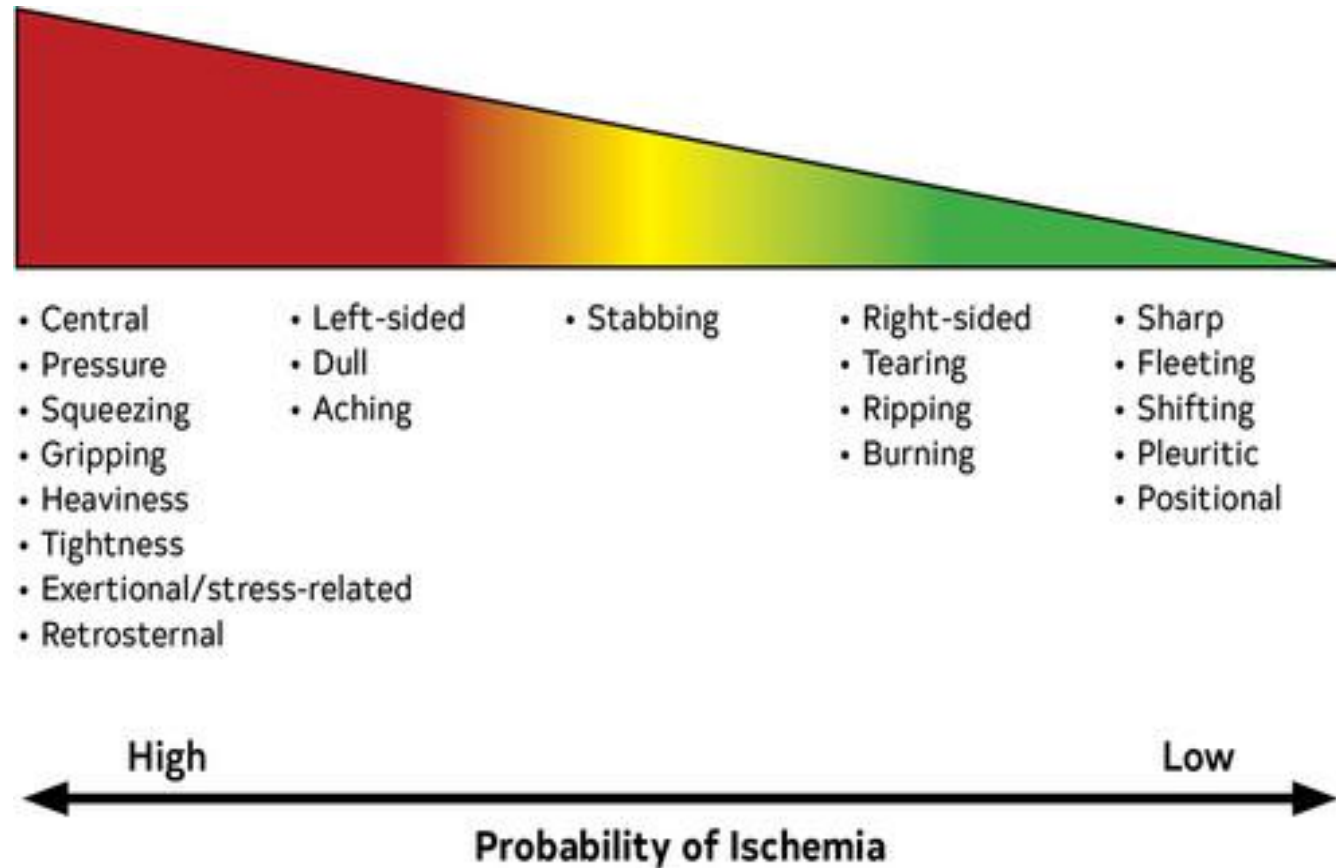 • Central
• Pressure
• Squeezing
• Gripping
• Heaviness
• Tightness
• Exertional/stress-related
• Retrosternal
• Left-sided
• Dull
• Aching
• Stabbing
• Right-sided
• Tearing
• Ripping
• Burning
• Sharp
• Fleeting
• Shifting
• Pleuritic
• Positional
High
Low
Probability of Ischemia